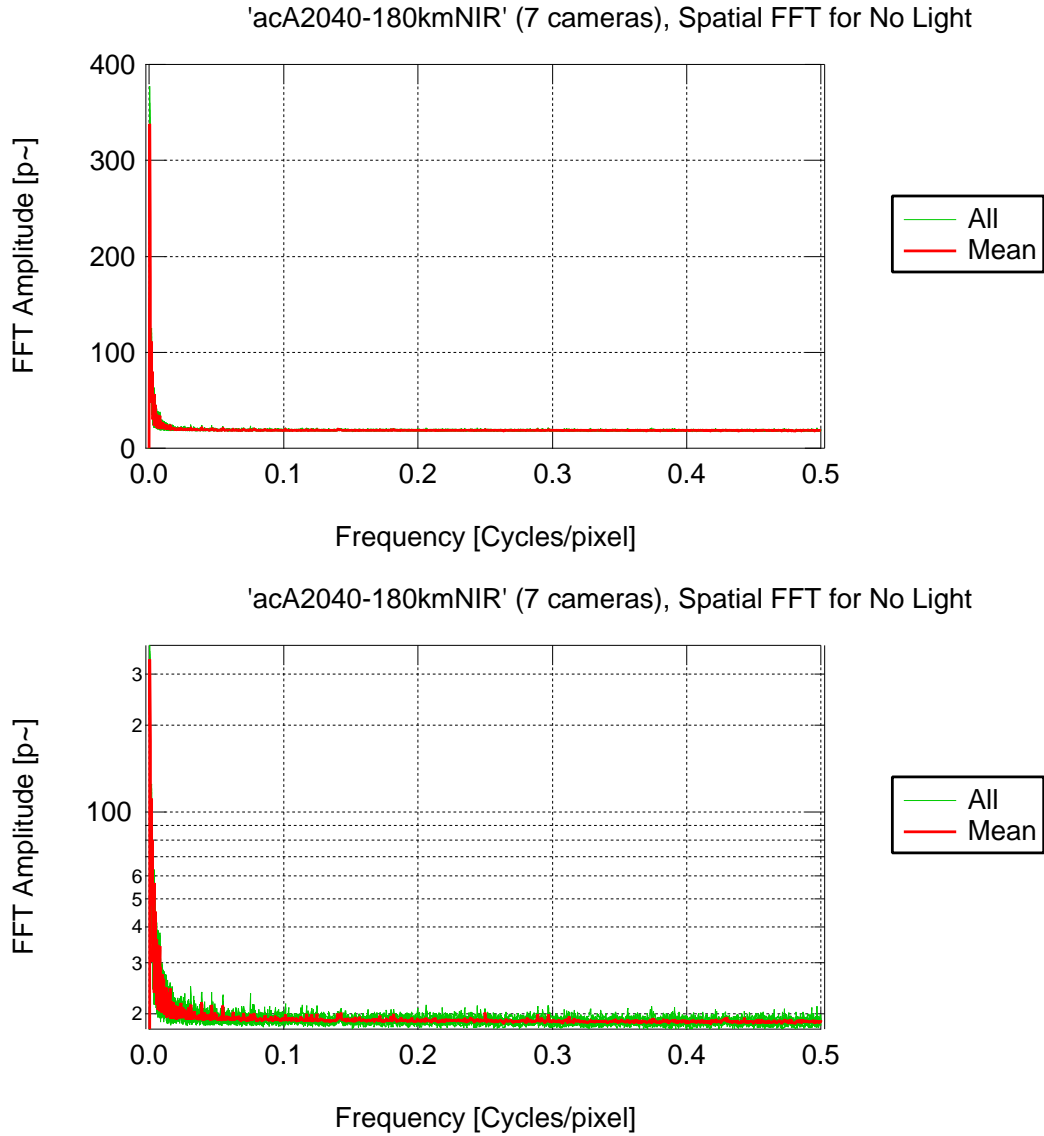 'acA2040-180kmNIR' (7 cameras), Spatial FFT for No Light
400
300
200
100
0
FFT Amplitude [p~]
0.0 0.1 0.2 0.3 0.4 0.5
Frequency [Cycles/pixel]
All
Mean
'acA2040-180kmNIR' (7 cameras), Spatial FFT for No Light
3
2
100
6
5
4
3
2
FFT Amplitude [p~]
0.0 0.1 0.2 0.3 0.4 0.5
Frequency [Cycles/pixel]
All
Mean